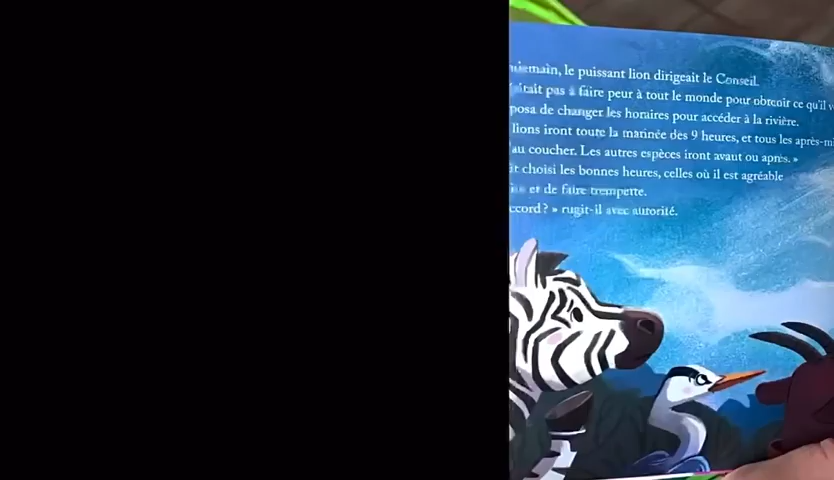 le puissant lion dirigeait le Conseil.
pas à faire peur à tout le monde pour obtenir ce qu'il
posa de changer les horaires pour accéder à la rivière.
lions iront toute la matinée dès 9 heures, et tous les après-mi
au coucher. Les autres espèces iront avant ou après. »
it choisi les bonnes heures, celles où il est agréable
et de faire trempette.
ccord ? » rugit-il avec autorité.